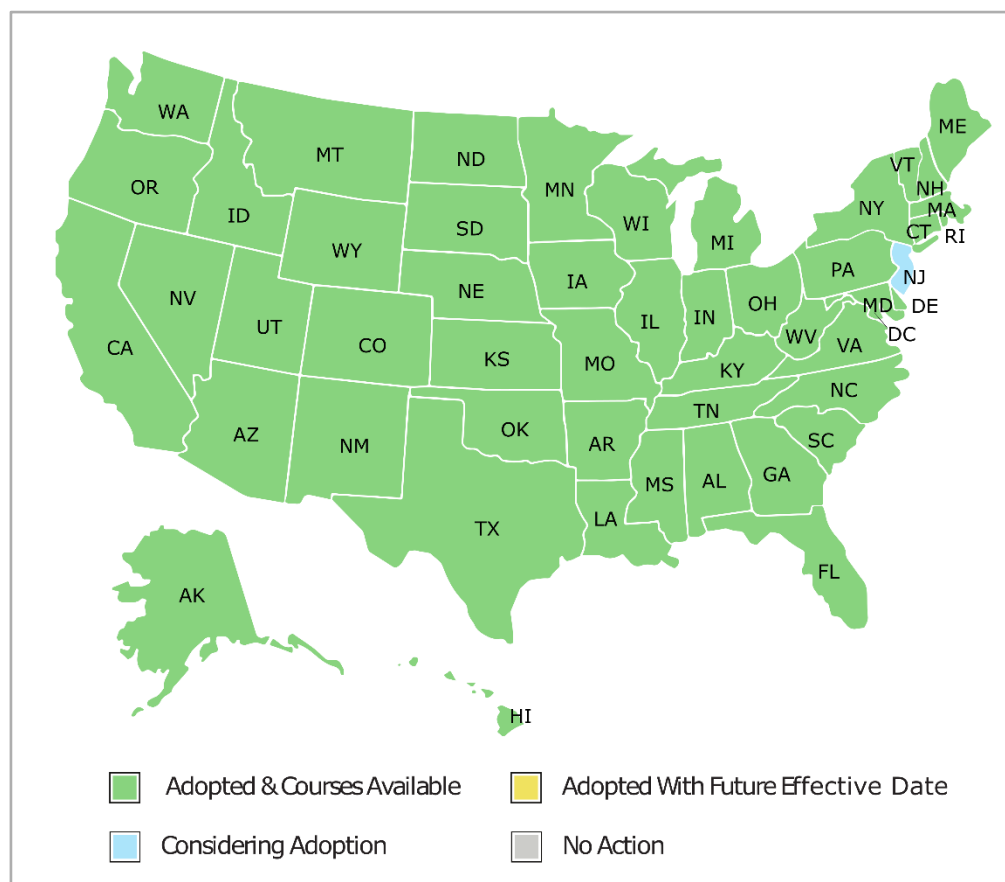 WA
MT
ND
MN
ME
VT
NH
OR
ID
WY
SD
WI
MI
NY
MA
CT
RI
NV
UT
CO
NE
IA
IL
IN
OH
PA
NJ
MD
DE
DC
CA
KS
MO
KY
WV
VA
AZ
NM
OK
AR
TN
NC
SC
TX
LA
MS
AL
GA
FL
AK
HI
Adopted & Courses Available
Adopted With Future Effective Date
Considering Adoption
No Action